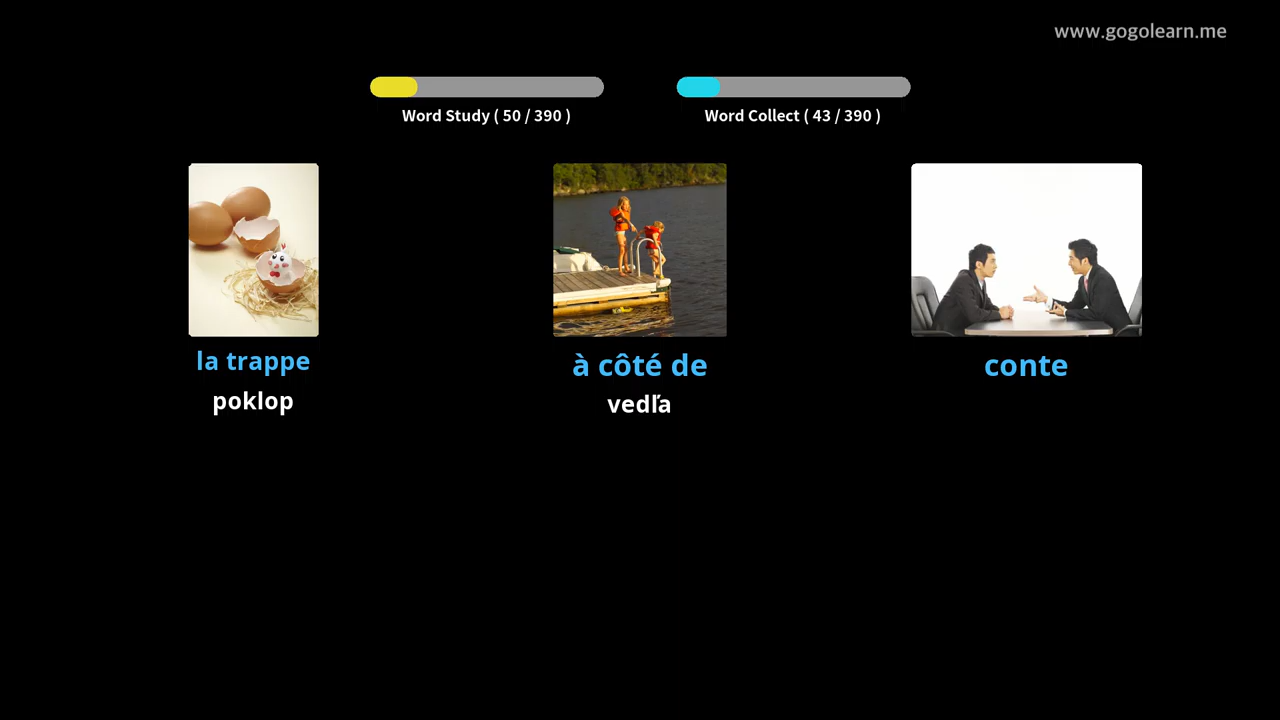 www.gogolearn.me
Word Study ( 50 / 390 )
Word Collect ( 43 / 390 )
la trappe
à côté de
conte
poklop
vedľa